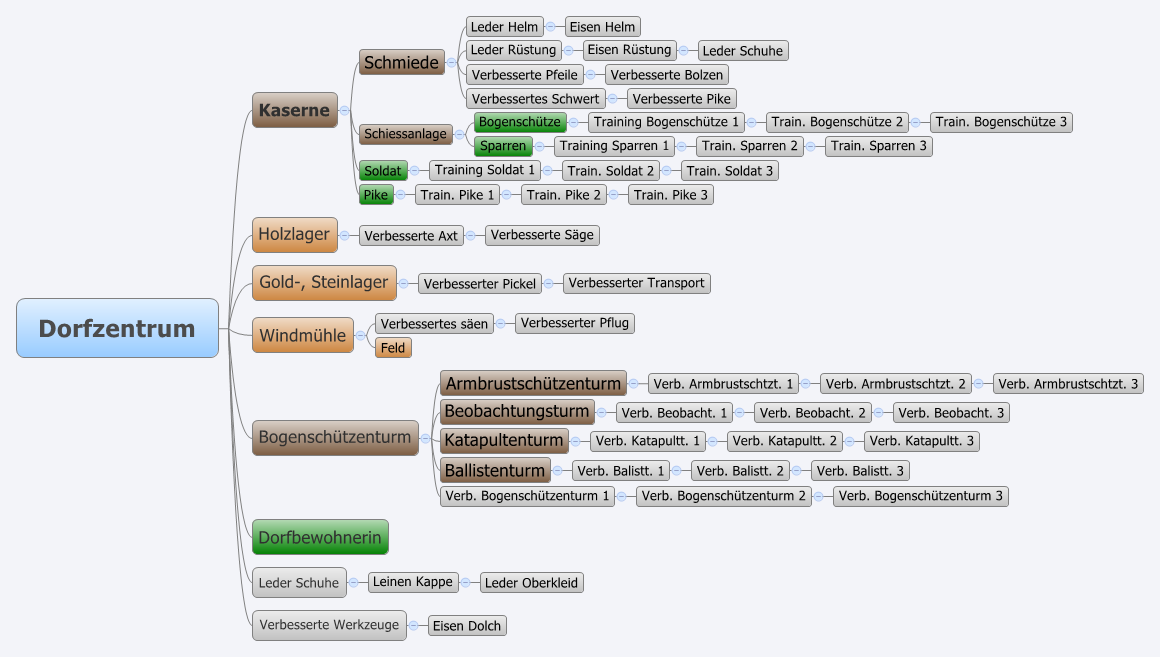 Leder Helm Eisen Helm
Leder Rüstung Eisen Rüstung Leder Schuhe
Schmiede
Verbesserte Pfeile Verbesserte Bolzen
Verbessertes Schwert Verbesserte Pike
Kaserne
Bogenschütze Training Bogenschütze 1 Train. Bogenschütze 2 Train. Bogenschütze 3
Schiessanlage
Sparren Training Sparren 1 Train. Sparren 2 Train. Sparren 3
Soldat Training Soldat 1 Train. Soldat 2 Train. Soldat 3
Pike Train. Pike 1 Train. Pike 2 Train. Pike 3
Holzlager Verbesserte Axt Verbesserte Säge
Gold-, Steinlager Verbesserter Pickel Verbesserter Transport
Dorfzentrum
Verbessertes säen Verbesserter Pflug
Windmühle
Feld
Armbrustschützenturm Verb. Armbrustschtzt. 1 Verb. Armbrustschtzt. 2 Verb. Armbrustschtzt. 3
Beobachtungsturm Verb. Beobacht. 1 Verb. Beobacht. 2 Verb. Beobacht. 3
Bogenschützenturm
Katapultenturm Verb. Katapultt. 1 Verb. Katapultt. 2 Verb. Katapultt. 3
Ballistenturm Verb. Balistt. 1 Verb. Balistt. 2 Verb. Balistt. 3
Verb. Bogenschützenturm 1 Verb. Bogenschützenturm 2 Verb. Bogenschützenturm 3
Dorfbewohnerin
Leder Schuhe Leinen Kappe Leder Oberkleid
Verbesserte Werkzeuge Eisen Dolch